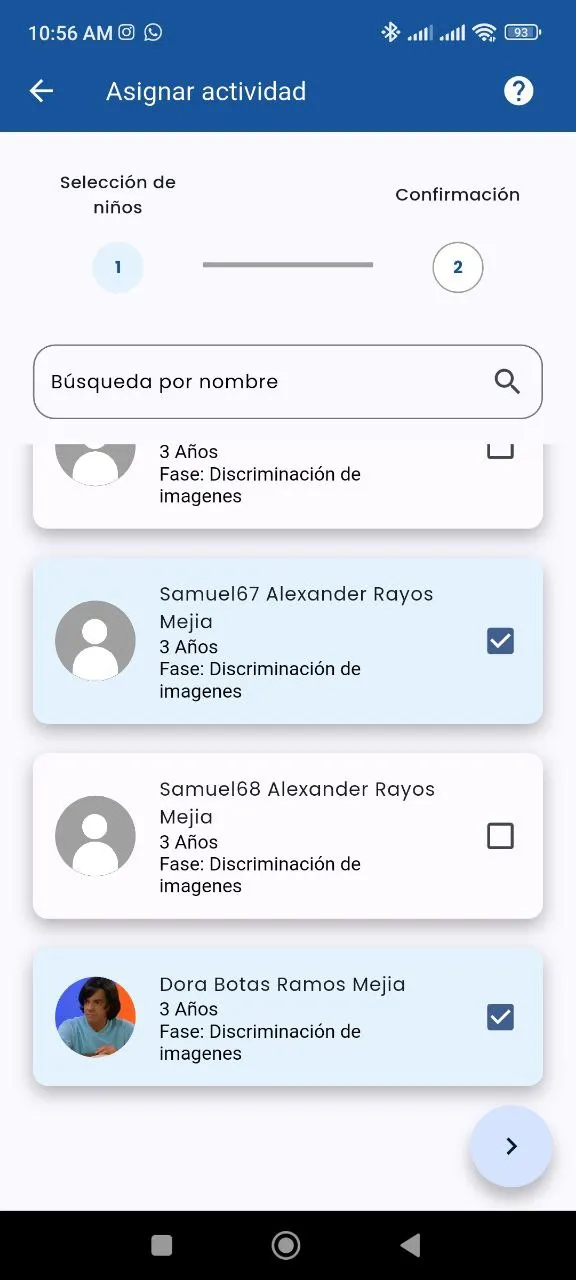 10:56 AM
93
Asignar actividad
Selección de
niños
Confirmación
1
2
Búsqueda por nombre
3 Años
Fase: Discriminación de
imagenes
Samuel67 Alexander Rayos
Mejia
3 Años
Fase: Discriminación de
imagenes
Samuel68 Alexander Rayos
Mejia
3 Años
Fase: Discriminación de
imagenes
Dora Botas Ramos Mejia
3 Años
Fase: Discriminación de
imagenes